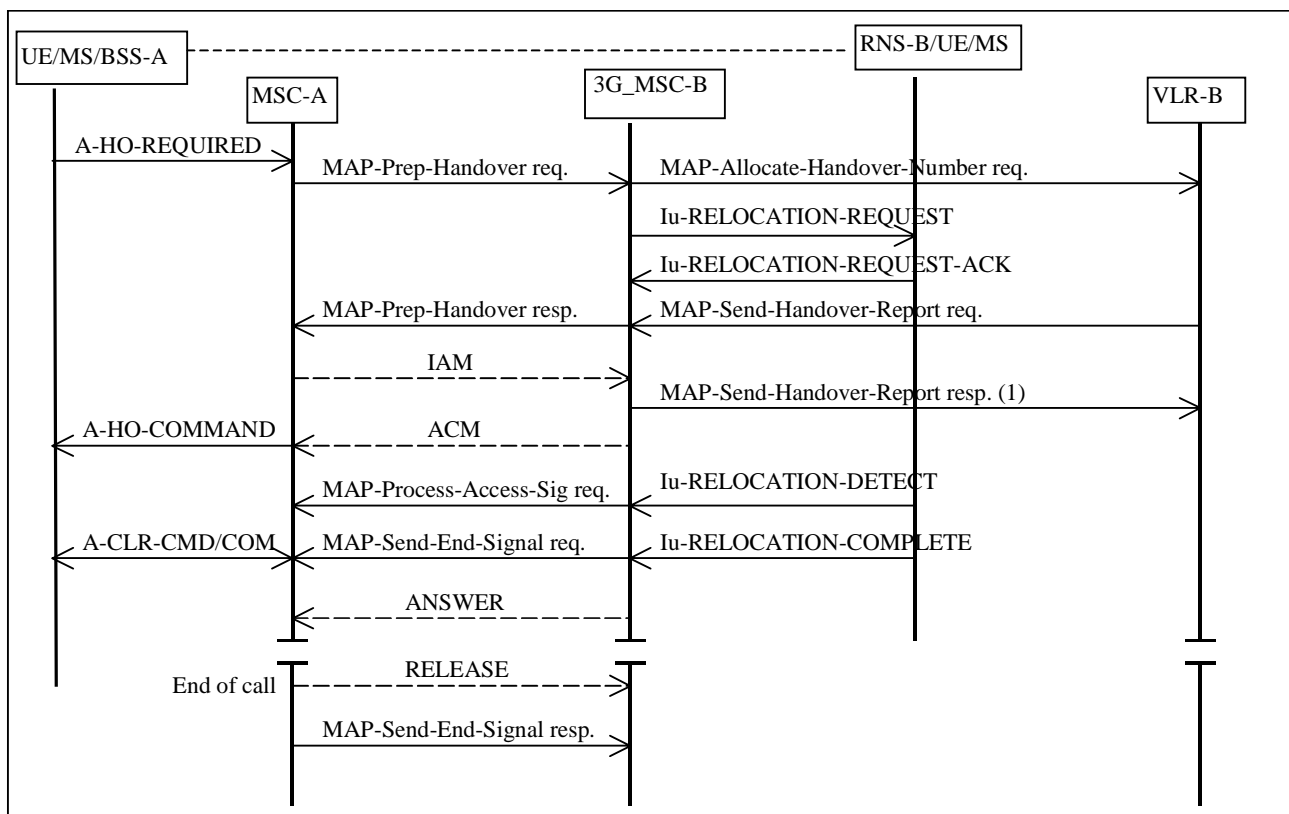 UE/MS/BSS-A
RNS-B/UE/MS
MSC-A
3G_MSC-B
VLR-B
A-HO-REQUIRED
MAP-Prep-Handover req.
MAP-Allocate-Handover-Number req.
Iu-RELOCATION-REQUEST
Iu-RELOCATION-REQUEST-ACK
MAP-Prep-Handover resp.
MAP-Send-Handover-Report req.
IAM
MAP-Send-Handover-Report resp. (1)
A-HO-COMMAND
ACM
MAP-Process-Access-Sig req.
Iu-RELOCATION-DETECT
A-CLR-CMD/COM
MAP-Send-End-Signal req.
Iu-RELOCATION-COMPLETE
ANSWER
End of call
RELEASE
MAP-Send-End-Signal resp.